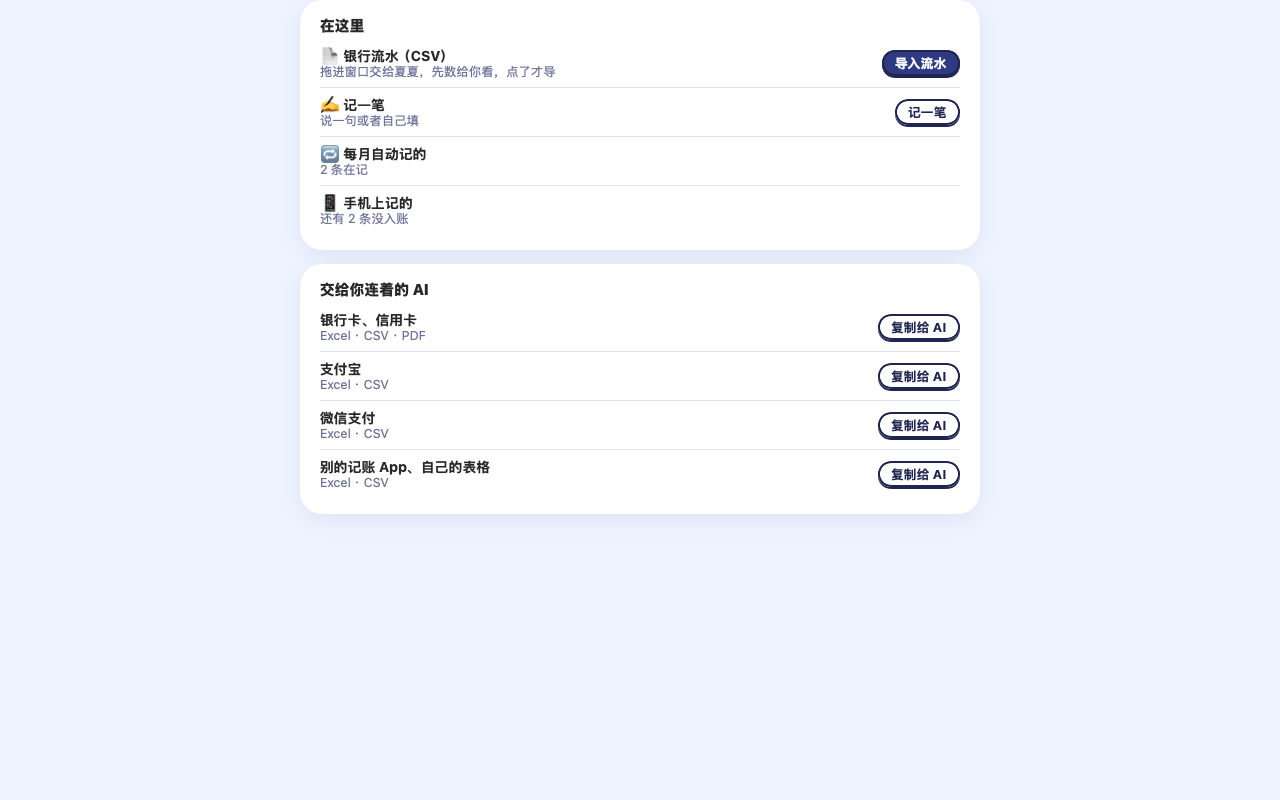 在这里
📄 银行流水（CSV）
拖进窗口交给夏夏，先数给你看，点了才导
导入流水
✍️ 记一笔
说一句或者自己填
记一笔
🔁 每月自动记的
2 条在记
📱 手机上记的
还有 2 条没入账
交给你连着的 AI
银行卡、信用卡
Excel · CSV · PDF
复制给 AI
支付宝
Excel · CSV
复制给 AI
微信支付
Excel · CSV
复制给 AI
别的记账 App、自己的表格
Excel · CSV
复制给 AI